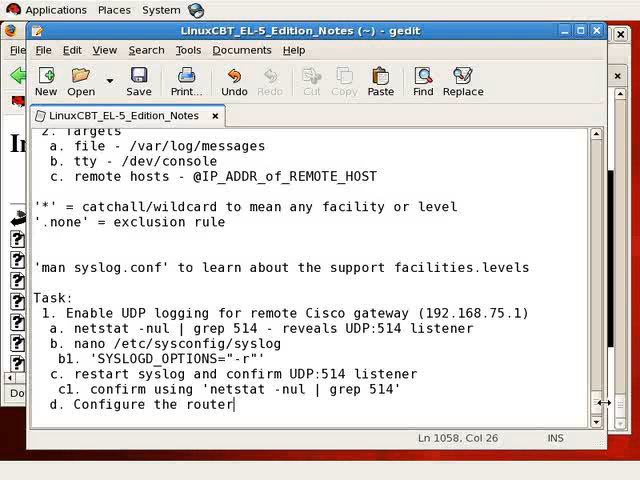 Applications Places System
LinuxCBT_EL-5_Edition_Notes (~) - gedit
File Edit View Search Tools Documents Help
New Open Save Print... Undo Redo Cut Copy Paste Find Replace
LinuxCBT_EL-5_Edition_Notes
2. Targets
a. file - /var/log/messages
b. tty - /dev/console
c. remote hosts - @IP_ADDR_of_REMOTE_HOST
'*' = catchall/wildcard to mean any facility or level
'.none' = exclusion rule
'man syslog.conf' to learn about the support facilities.levels
Task:
1. Enable UDP logging for remote Cisco gateway (192.168.75.1)
a. netstat -nul | grep 514 - reveals UDP:514 listener
b. nano /etc/sysconfig/syslog
b1. 'SYSLOGD_OPTIONS="-r"'
c. restart syslog and confirm UDP:514 listener
c1. confirm using 'netstat -nul | grep 514'
d. Configure the router
Ln 1058, Col 26 INS